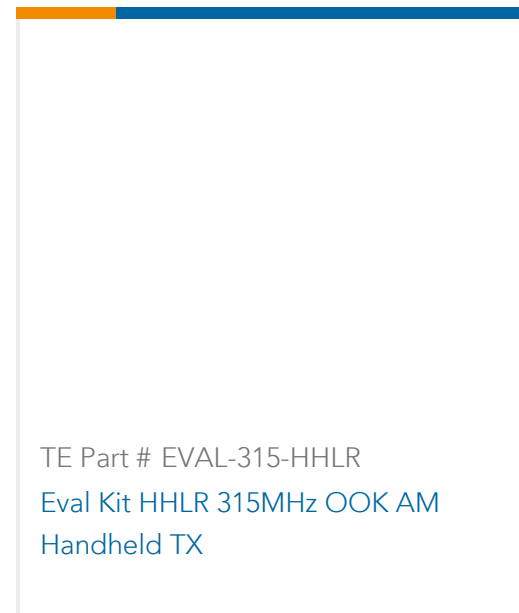 TE Part # EVAL-315-HHLR
Eval Kit HHLR 315MHz OOK AM
Handheld TX